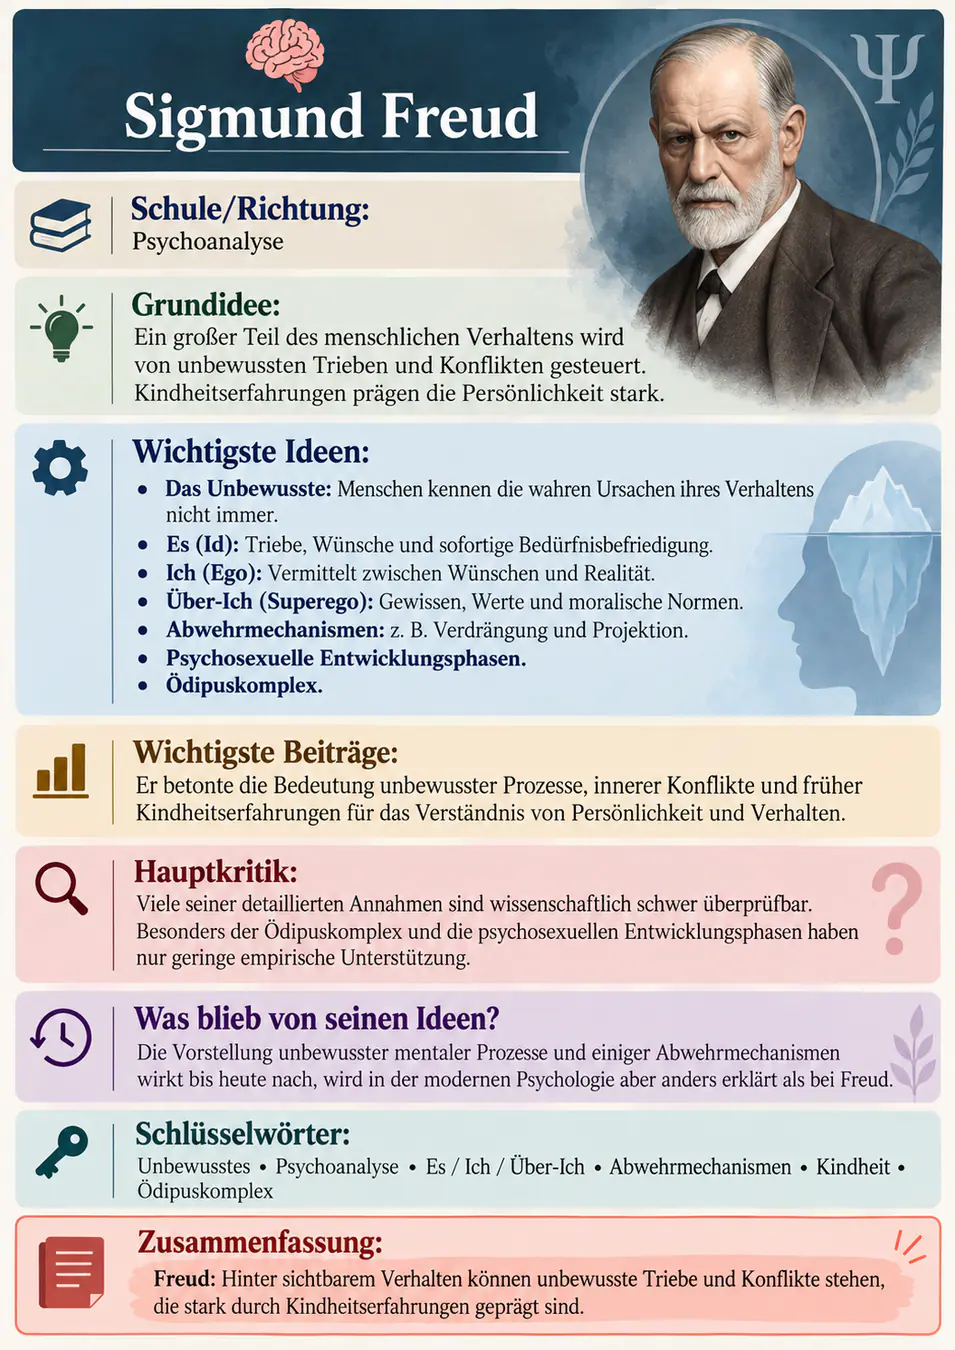 Ψ
Sigmund Freud
Schule/Richtung:
Psychoanalyse
Grundidee:
Ein großer Teil des menschlichen Verhaltens wird
von unbewussten Trieben und Konflikten gesteuert.
Kindheitserfahrungen prägen die Persönlichkeit stark.
Wichtigste Ideen:
• Das Unbewusste: Menschen kennen die wahren Ursachen ihres Verhaltens
nicht immer.
• Es (Id): Triebe, Wünsche und sofortige Bedürfnisbefriedigung.
• Ich (Ego): Vermittelt zwischen Wünschen und Realität.
• Über-Ich (Superego): Gewissen, Werte und moralische Normen.
• Abwehrmechanismen: z. B. Verdrängung und Projektion.
• Psychosexuelle Entwicklungsphasen.
• Ödipuskomplex.
Wichtigste Beiträge:
Er betonte die Bedeutung unbewusster Prozesse, innerer Konflikte und früher
Kindheitserfahrungen für das Verständnis von Persönlichkeit und Verhalten.
Hauptkritik:
Viele seiner detaillierten Annahmen sind wissenschaftlich schwer überprüfbar.
Besonders der Ödipuskomplex und die psychosexuellen Entwicklungsphasen haben
nur geringe empirische Unterstützung.
?
Was blieb von seinen Ideen?
Die Vorstellung unbewusster mentaler Prozesse und einiger Abwehrmechanismen
wirkt bis heute nach, wird in der modernen Psychologie aber anders erklärt als bei Freud.
Schlüsselwörter:
Unbewusstes • Psychoanalyse • Es / Ich / Über-Ich • Abwehrmechanismen • Kindheit •
Ödipuskomplex
Zusammenfassung:
Freud: Hinter sichtbarem Verhalten können unbewusste Triebe und Konflikte stehen,
die stark durch Kindheitserfahrungen geprägt sind.